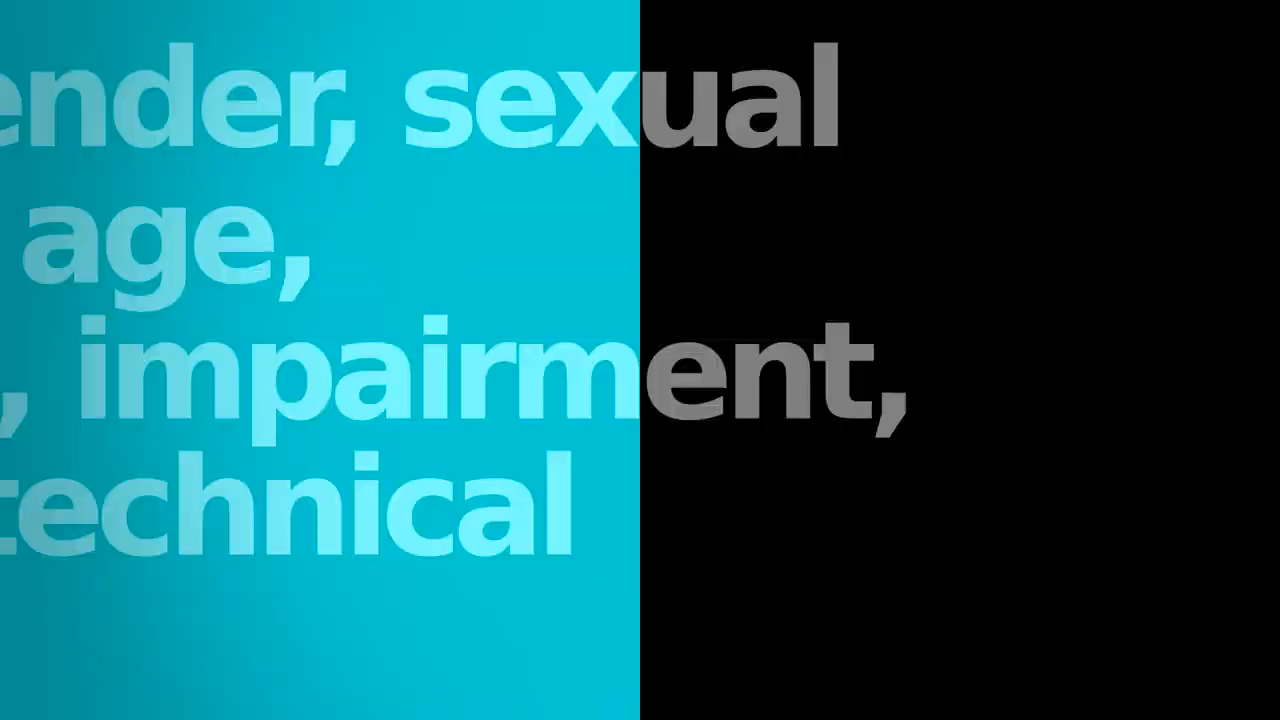 ender, sexual
age,
, impairment,
technical